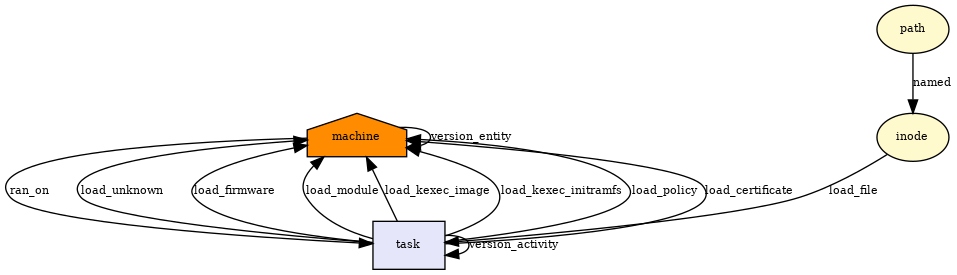 path
named
machine
version_entity
inode
ran_on
load_unknown
load_firmware
load_module
load_kexec_image
load_kexec_initramfs
load_policy
load_certificate
load_file
task
version_activity